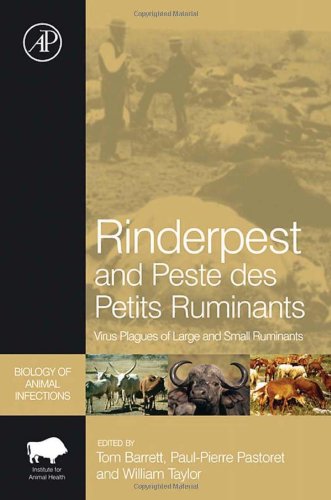 AP
Rinderpest
and Peste des
Petits Ruminants
Virus Plagues of Large and Small Ruminants
BIOLOGY OF
ANIMAL
INFECTIONS
EDITED BY
Tom Barrett, Paul-Pierre Pastoret
and William Taylor
Institute for
Animal Health